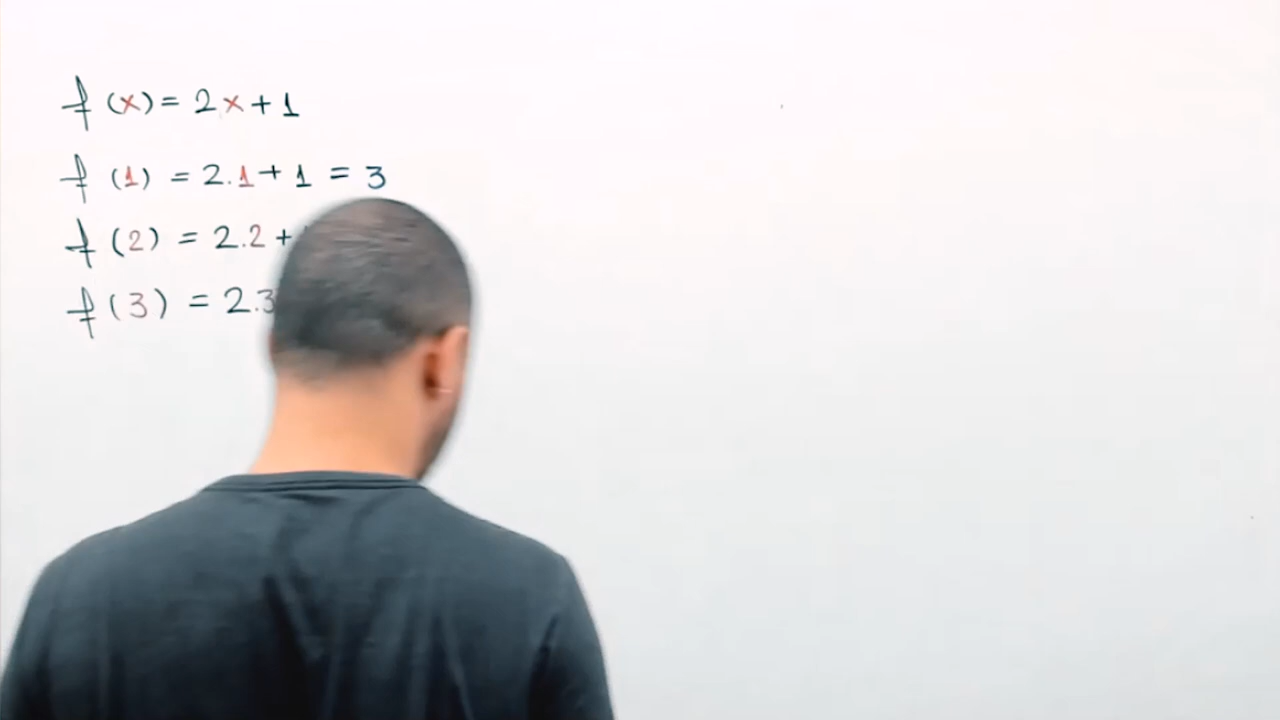 f(x) = 2x + 1
f(1) = 2.1 + 1 = 3
f(2) = 2.2 +
f(3) = 2.3